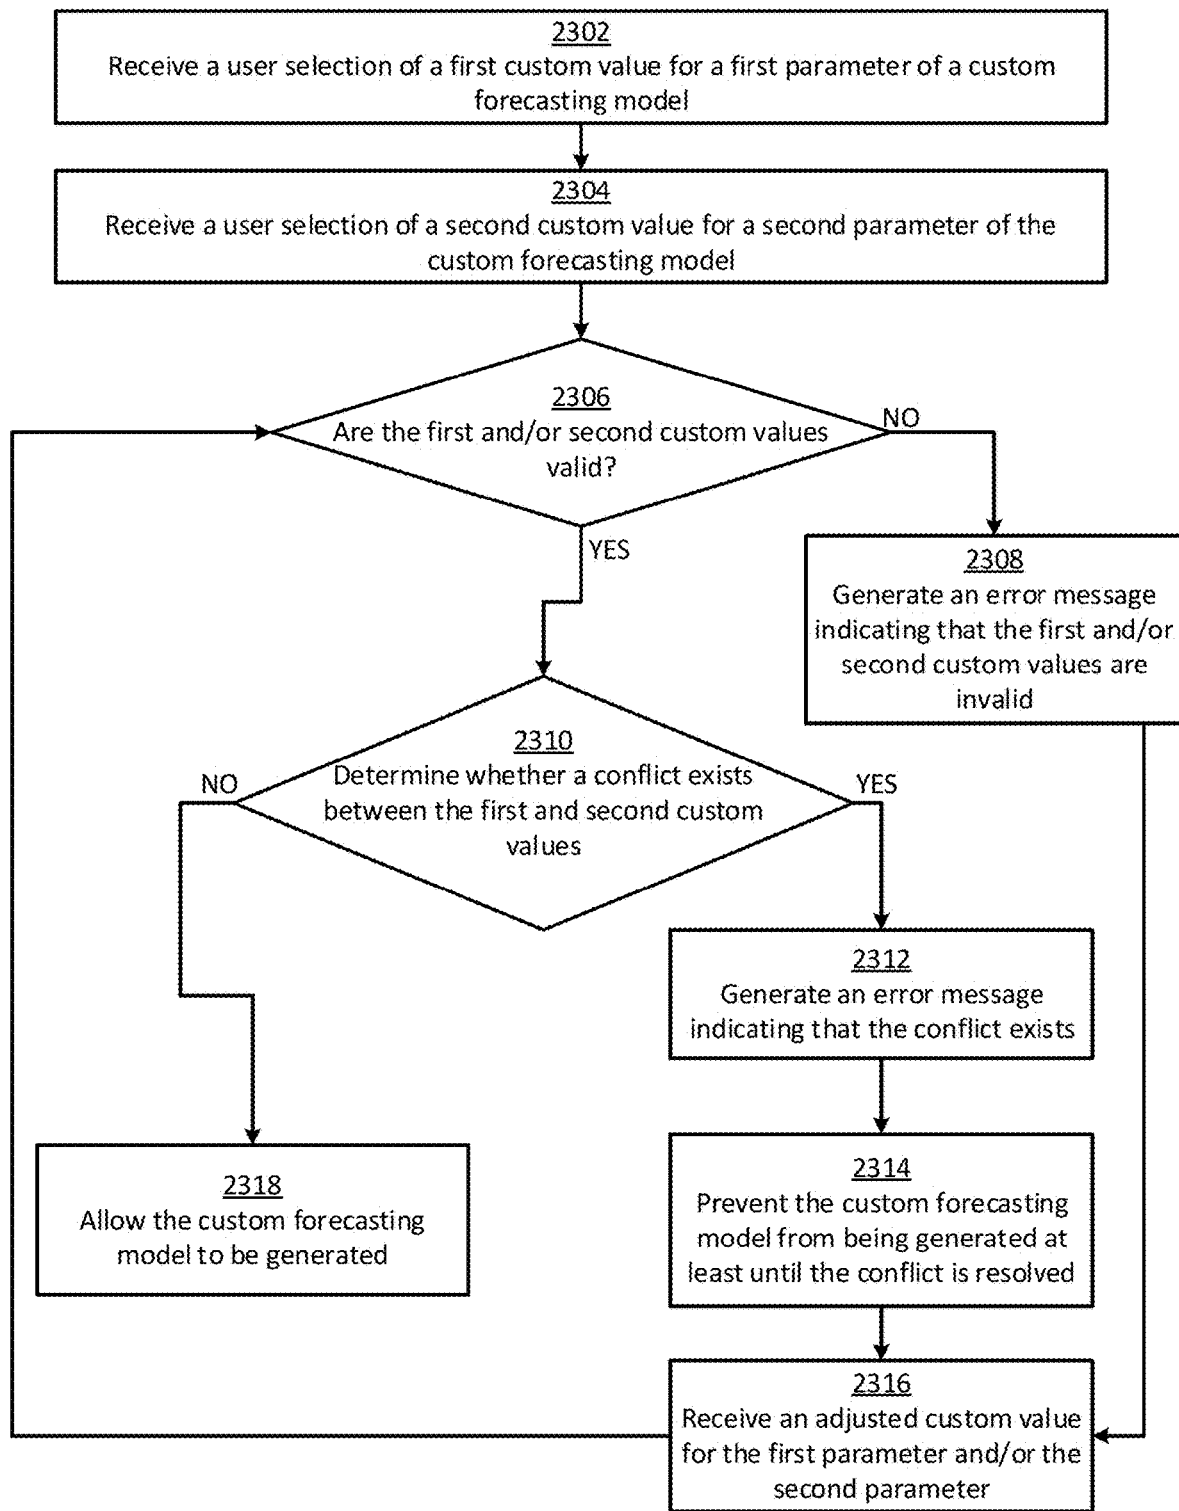 2302
Receive a user selection of a first custom value for a first parameter of a custom
forecasting model
2304
Receive a user selection of a second custom value for a second parameter of the
custom forecasting model
2306
Are the first and/or second custom values
valid?
NO
YES
2308
Generate an error message
indicating that the first and/or
second custom values are
invalid
2310
Determine whether a conflict exists
between the first and second custom
values
NO
YES
2312
Generate an error message
indicating that the conflict exists
2314
Prevent the custom forecasting
model from being generated at
least until the conflict is resolved
2318
Allow the custom forecasting
model to be generated
2316
Receive an adjusted custom value
for the first parameter and/or the
second parameter